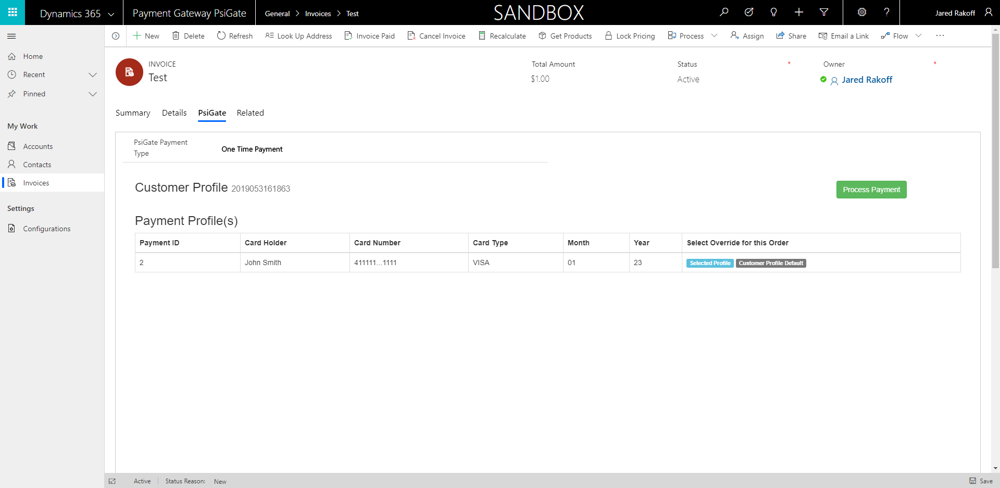 Dynamics 365
Payment Gateway PsiGate
General > Invoices > Test
SANDBOX
?
Jared Rakoff
New
Delete
Refresh
Look Up Address
Invoice Paid
Cancel Invoice
Recalculate
Get Products
Lock Pricing
Process
Assign
Share
Email a Link
Flow
...
Home
Recent
Pinned
My Work
Accounts
Contacts
Invoices
Settings
Configurations
INVOICE
Test
Total Amount
$1.00
Status *
Active
Owner *
Jared Rakoff
Summary Details PsiGate Related
PsiGate Payment
Type
One Time Payment
Customer Profile 2019053161863
Process Payment
Payment Profile(s)
Payment ID Card Holder Card Number Card Type Month Year Select Override for this Order
2 John Smith 411111...1111 VISA 01 23 Selected Profile Customer Profile Default
Active Status Reason: New
Save